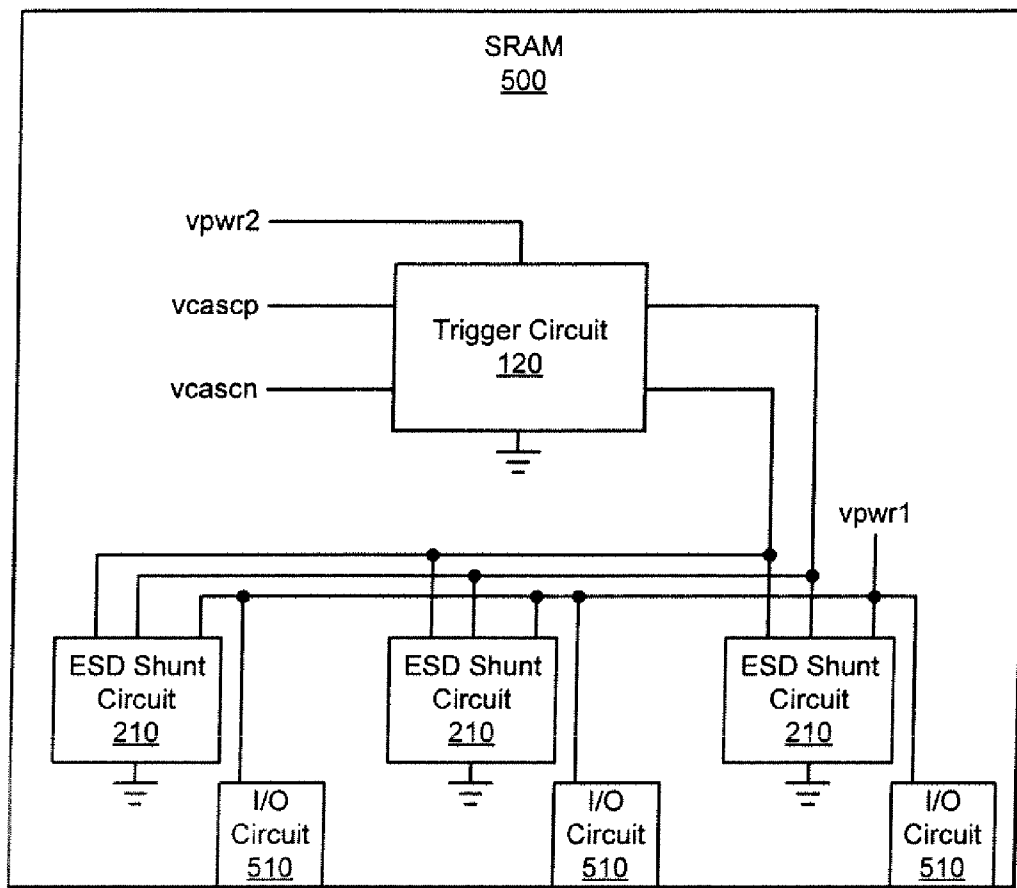 SRAM
500
vpwr2
vcascp
vcascn
Trigger Circuit
120
vpwr1
ESD Shunt
Circuit
210
ESD Shunt
Circuit
210
ESD Shunt
Circuit
210
I/O
Circuit
510
I/O
Circuit
510
I/O
Circuit
510